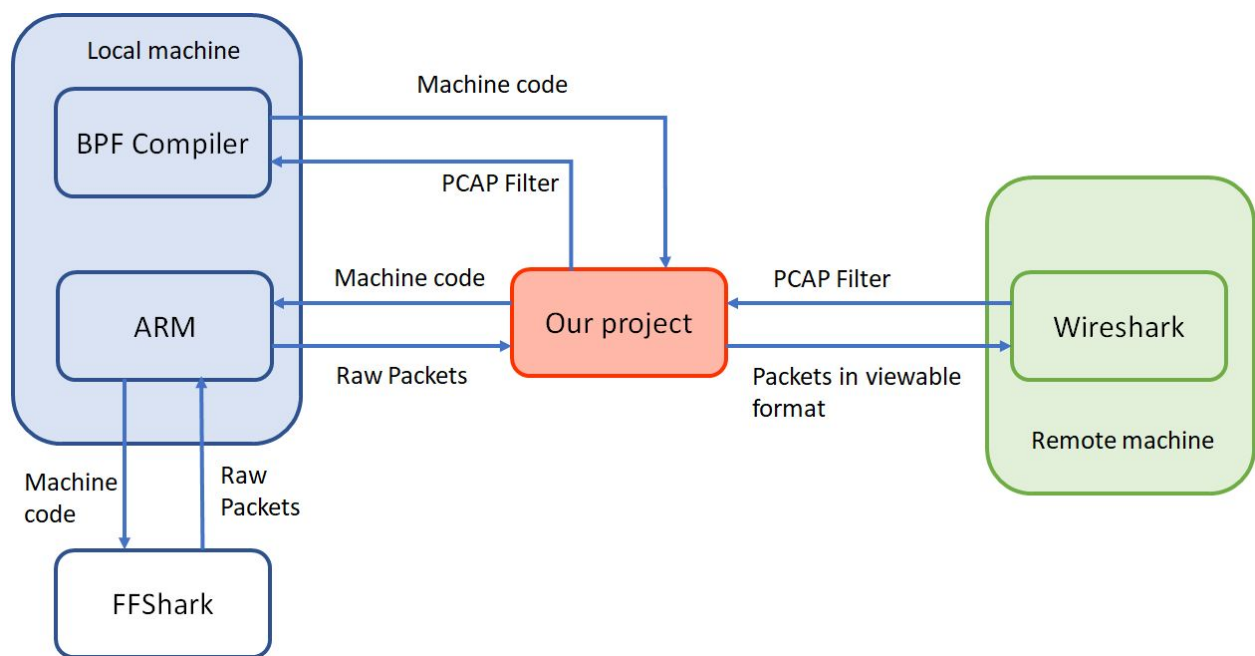 Local machine
Machine code
BPF Compiler
PCAP Filter
Machine code
PCAP Filter
ARM
Our project
Wireshark
Raw Packets
Packets in viewable
format
Remote machine
Machine
code
Raw
Packets
FFShark